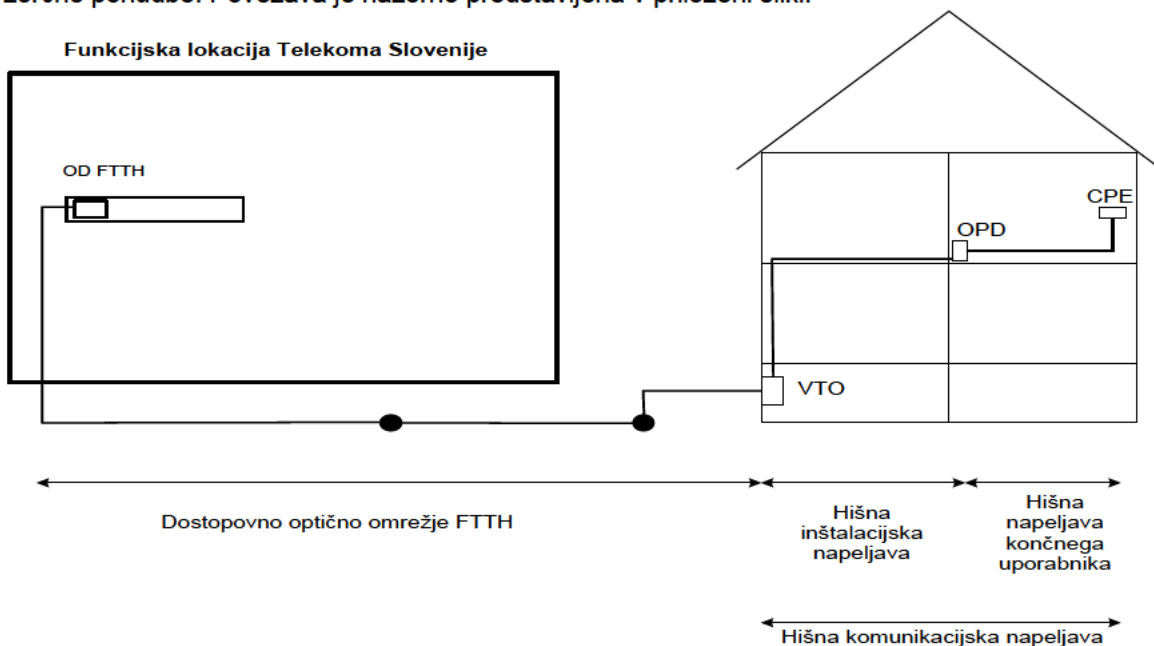 Funkcijska lokacija Telekoma Slovenije
OD FTTH
CPE
OPD
VTO
Dostopovno optično omrežje FTTH
Hišna
inštalacijska
napeljava
Hišna
napeljava
končnega
uporabnika
Hišna komunikacijska napeljava